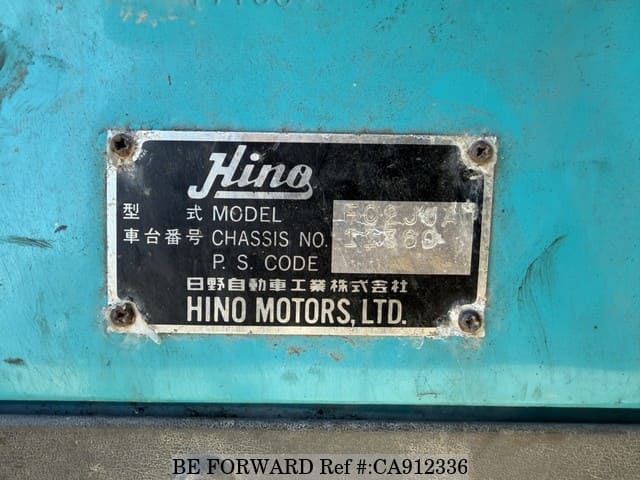 Hino
型 式 MODEL FC2JJA
車台番号 CHASSIS NO.
P. S. CODE
日野自動車工業株式会社
HINO MOTORS, LTD.
BE FORWARD Ref #:CA912336